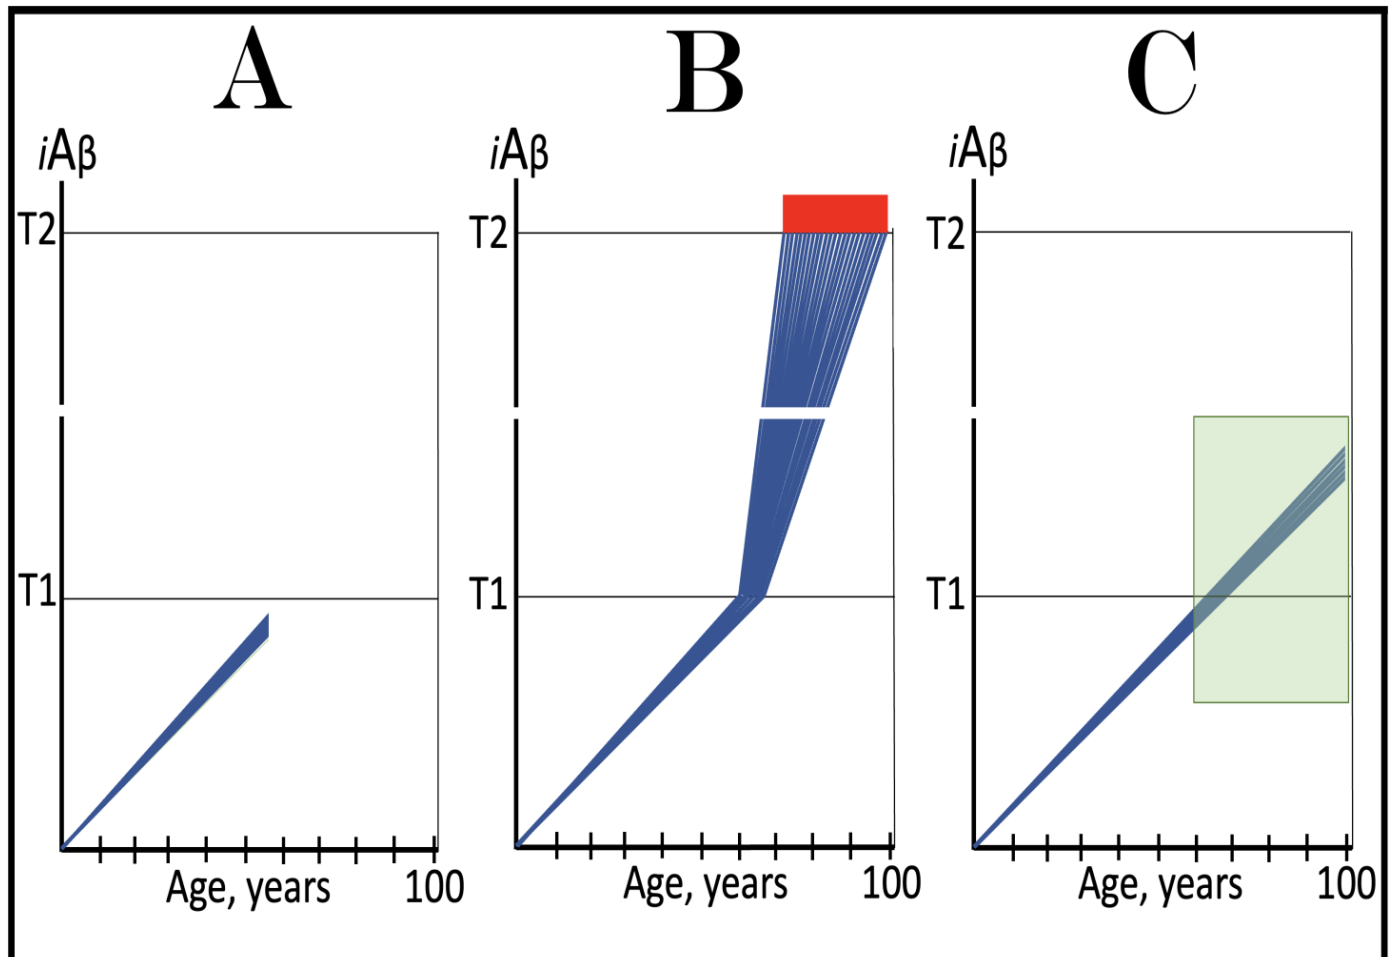 A B C
iAβ iAβ iAβ
T2 T2 T2
T1 T1 T1
Age, years 100 Age, years 100 Age, years 100